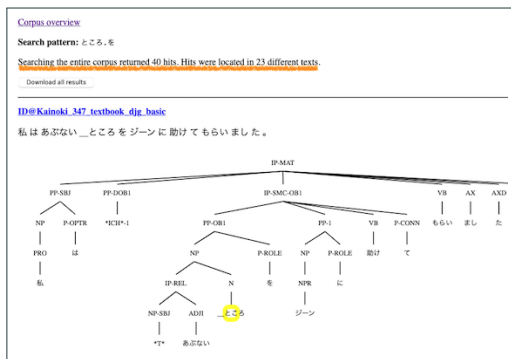 Corpus overview
Search pattern: ところ.を
Searching the entire corpus returned 40 hits. Hits were located in 23 different texts.
Download all results
ID@Kainoki_347_textbook_djg_basic
私 は あぶない __ところ を ジーン に 助け て もらい まし た 。
IP-MAT
PP-SBJ PP-DOB1 IP-SMC-OB1 VB AX AXD
NP P-OPTR *ICH*-1 PP-OB1 PP-1 VB P-CONN もらい まし た
PRO は NP P-ROLE NP P-ROLE 助け て
私 IP-REL N を NPR に
NP-SBJ ADJI __ところ ジーン
*T* あぶない